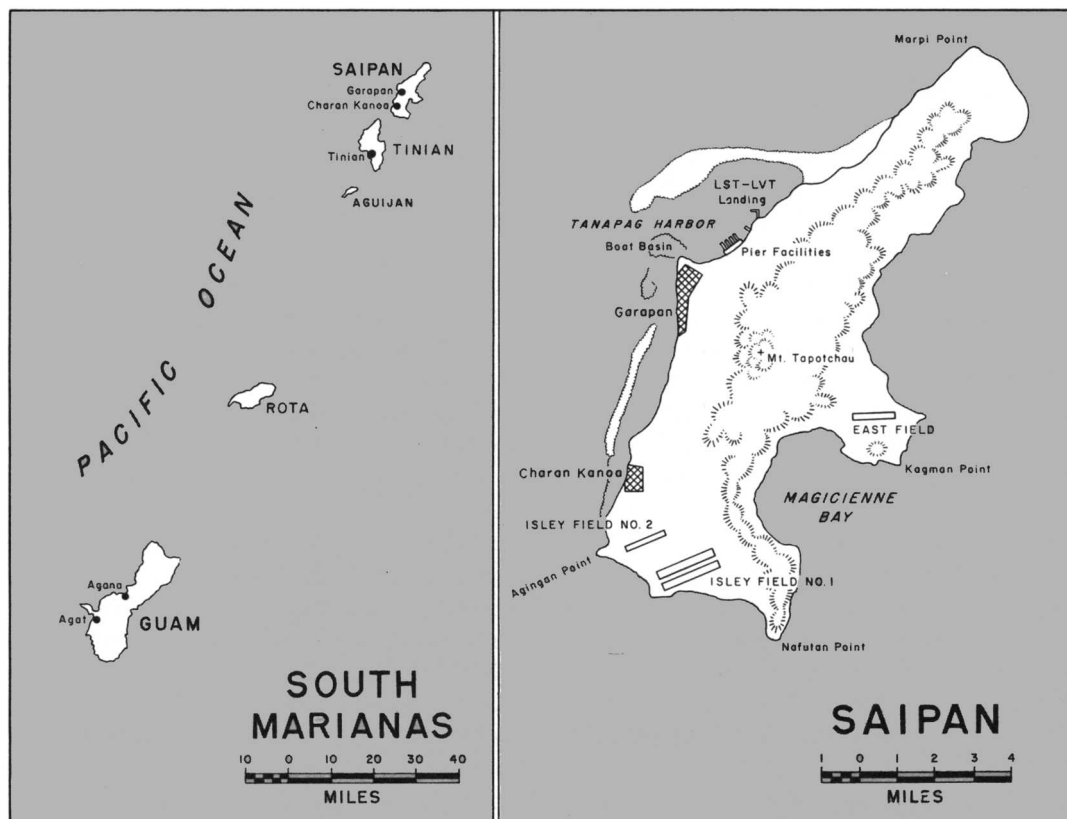 SAIPAN
Garapan
Charan Kanoa
Tinian
TINIAN
AGUIJAN
PACIFIC OCEAN
ROTA
Agana
Agat
GUAM
SOUTH
MARIANAS
10 0 10 20 30 40
MILES
Marpi Point
LST-LVT
Landing
TANAPAG HARBOR
Boat Basin
Pier Facilities
Garapan
Mt. Tapotchau
EAST FIELD
Kagman Point
Charan Kanoa
MAGICIENNE
BAY
ISLEY FIELD NO. 2
Agingan Point
ISLEY FIELD NO. 1
Nafutan Point
SAIPAN
1 0 1 2 3 4
MILES